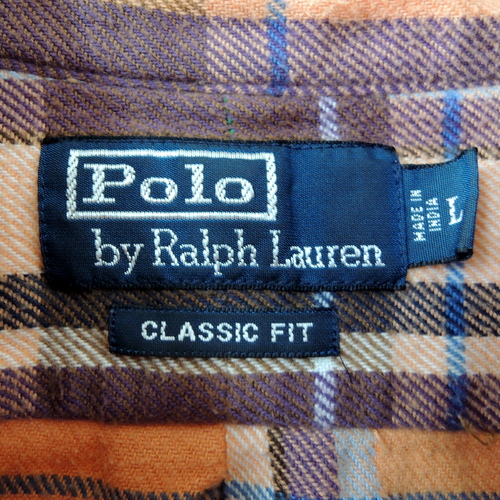 Polo
by Ralph Lauren
MADE IN
INDIA
L
CLASSIC FIT